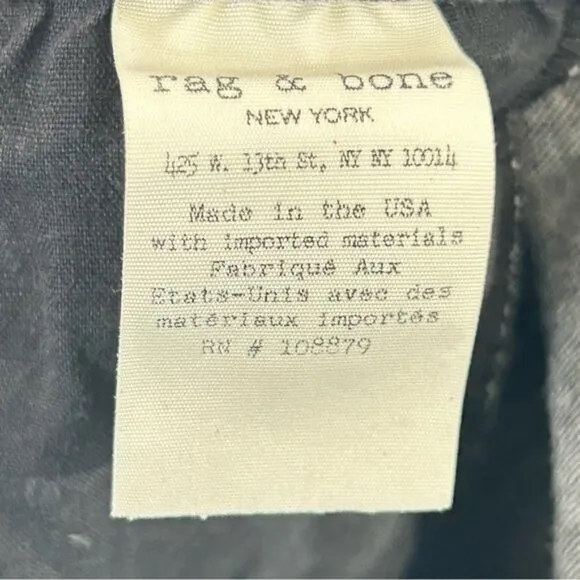 rag & bone
NEW YORK
425 W. 13th St, NY NY 10014
Made in the USA
with imported materials
Fabriqué Aux
Etats-Unis avec des
matériaux importés
RN # 108879